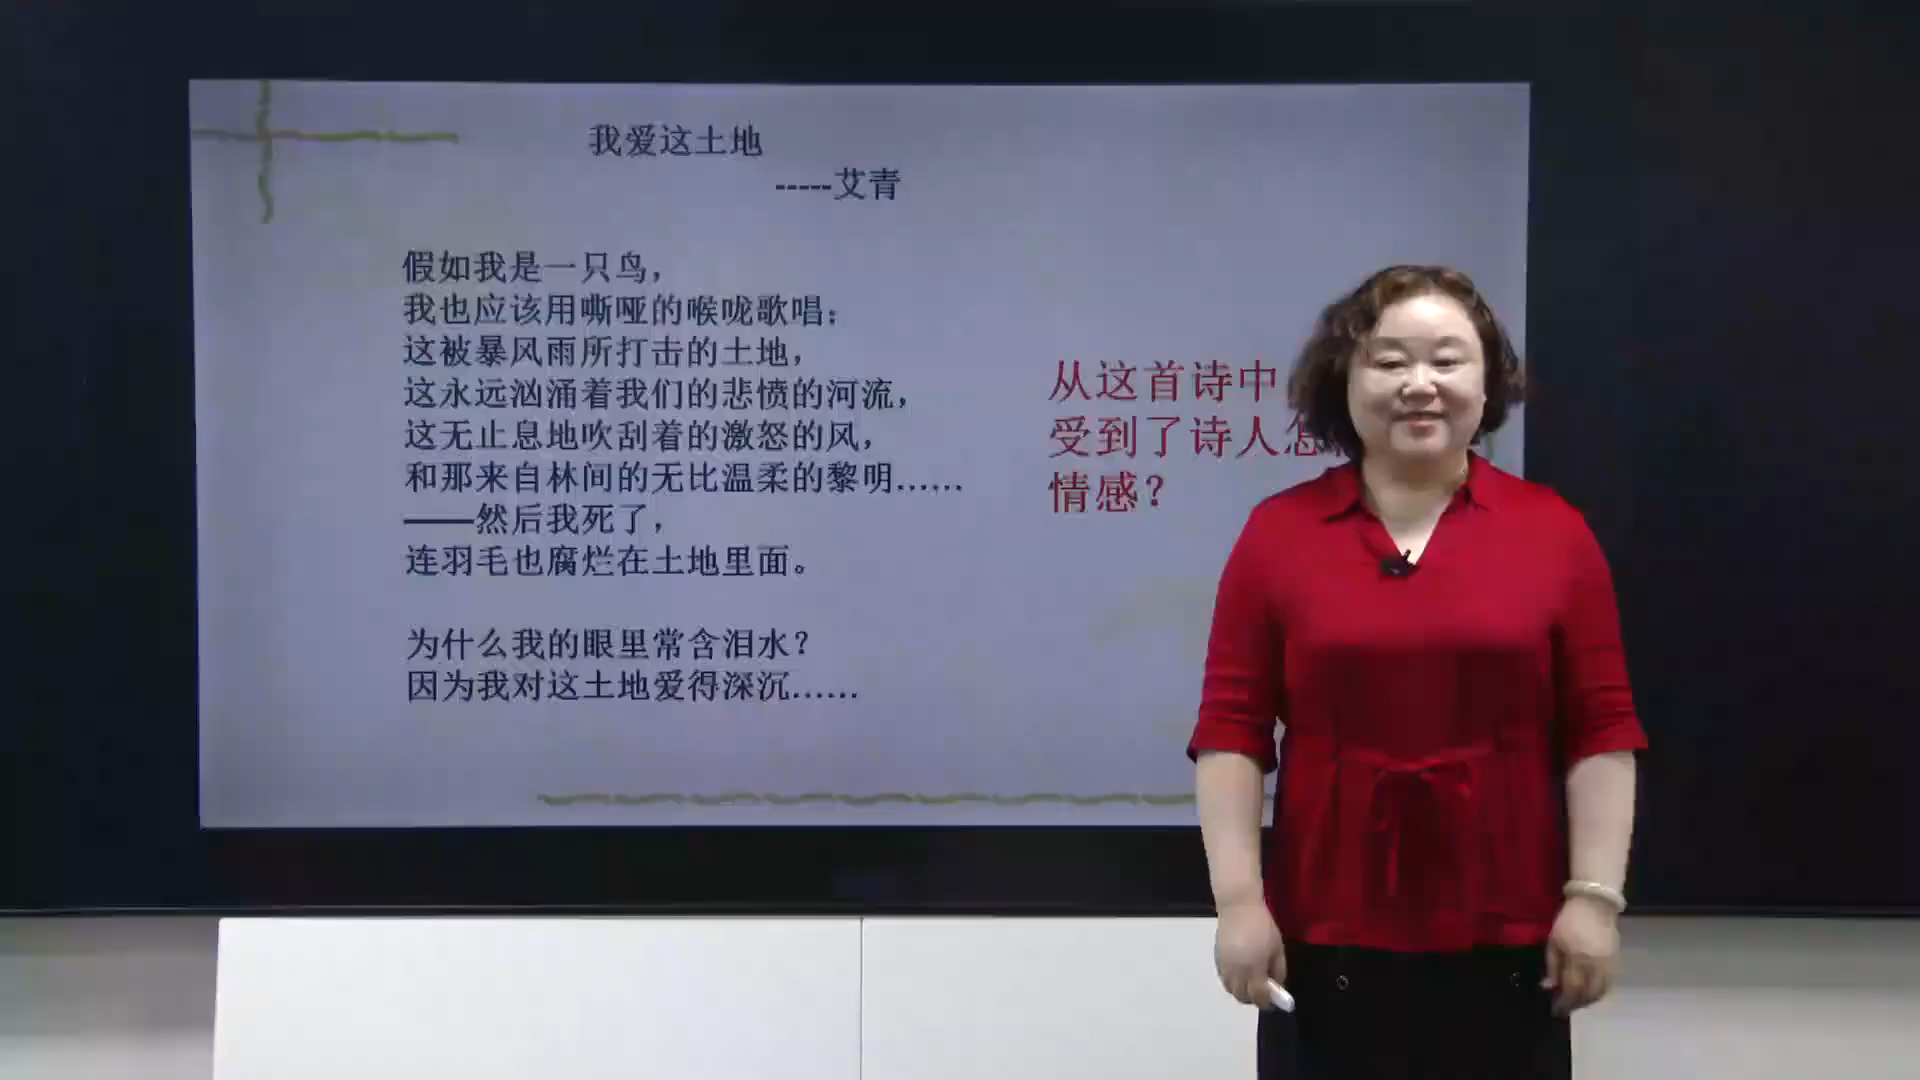 我爱这土地
-----艾青
假如我是一只鸟，
我也应该用嘶哑的喉咙歌唱：
这被暴风雨所打击的土地，
这永远汹涌着我们的悲愤的河流，
这无止息地吹刮着的激怒的风，
和那来自林间的无比温柔的黎明……
——然后我死了，
连羽毛也腐烂在土地里面。
为什么我的眼里常含泪水？
因为我对这土地爱得深沉……
从这首诗中
受到了诗人怎
情感？